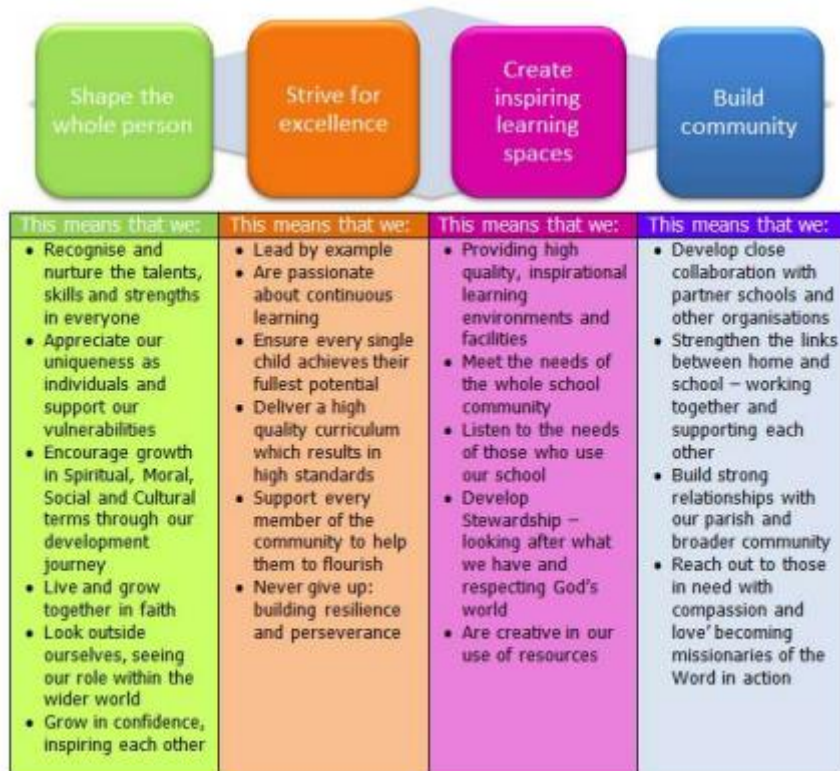 Shape the
whole person
Strive for
excellence
Create
inspiring
learning
spaces
Build
community
This means that we:
• Recognise and
nurture the talents,
skills and strengths
in everyone
• Appreciate our
uniqueness as
individuals and
support our
vulnerabilities
• Encourage growth
in Spiritual, Moral,
Social and Cultural
terms through our
development
journey
• Live and grow
together in faith
• Look outside
ourselves, seeing
our role within the
wider world
• Grow in confidence,
inspiring each other
This means that we:
• Lead by example
• Are passionate
about continuous
learning
• Ensure every single
child achieves their
fullest potential
• Deliver a high
quality curriculum
which results in
high standards
• Support every
member of the
community to help
them to flourish
• Never give up:
building resilience
and perseverance
This means that we:
• Providing high
quality, inspirational
learning
environments and
facilities
• Meet the needs of
the whole school
community
• Listen to the needs
of those who use
our school
• Develop
Stewardship –
looking after what
we have and
respecting God's
world
• Are creative in our
use of resources
This means that we:
• Develop close
collaboration with
partner schools and
other organisations
• Strengthen the links
between home and
school – working
together and
supporting each
other
• Build strong
relationships with
our parish and
broader community
• Reach out to those
in need with
compassion and
love' becoming
missionaries of the
Word in action